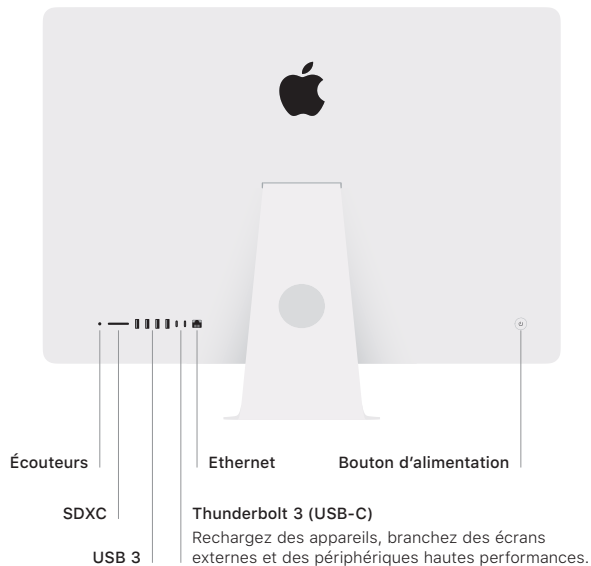 Écouteurs
Ethernet
Bouton d’alimentation
SDXC
Thunderbolt 3 (USB-C)
Rechargez des appareils, branchez des écrans
USB 3
externes et des périphériques hautes performances.